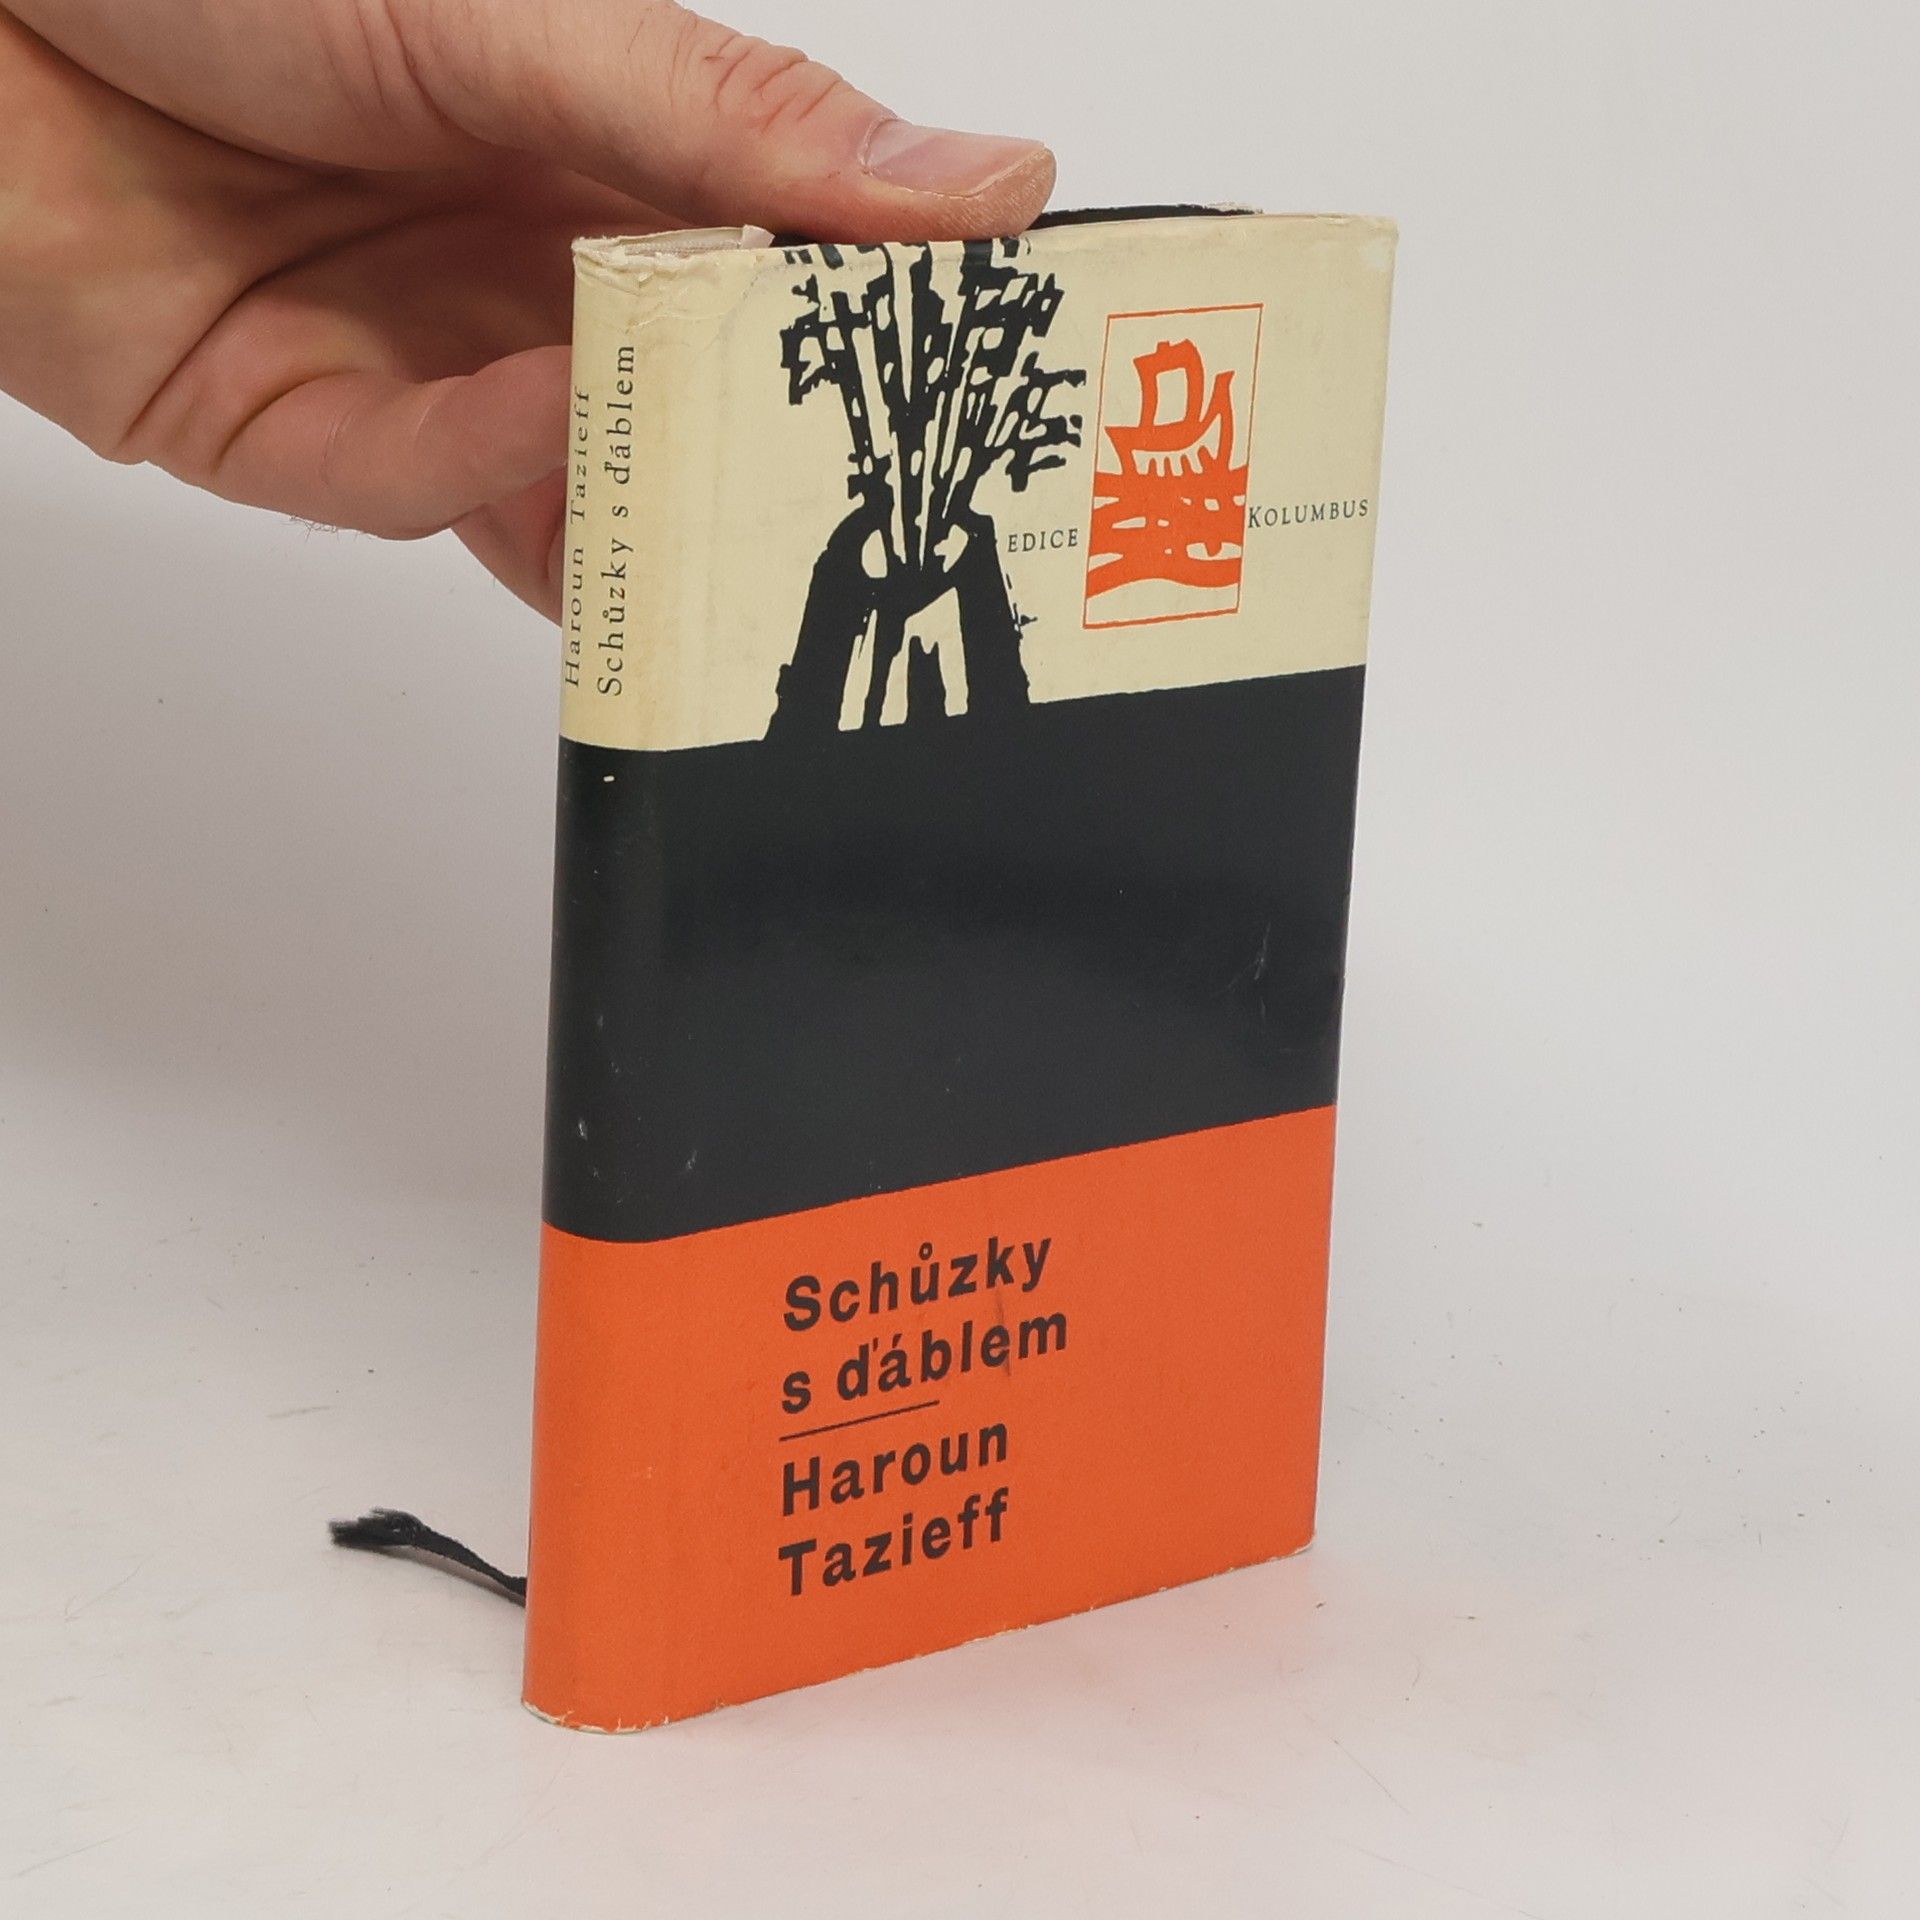 Haroun Tazieff
Schůzky s ďáblem
EDICE
KOLUMBUS
Schůzky
s ďáblem
Haroun
Tazieff